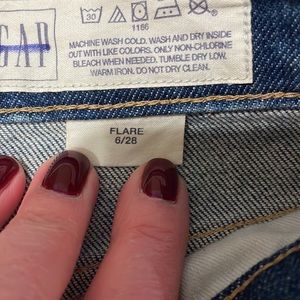 GAP
30
1166
MACHINE WASH COLD. WASH AND DRY INSIDE
OUT WITH LIKE COLORS. ONLY NON-CHLORINE
BLEACH WHEN NEEDED. TUMBLE DRY LOW.
WARM IRON. DO NOT DRY CLEAN.
FLARE
6/28